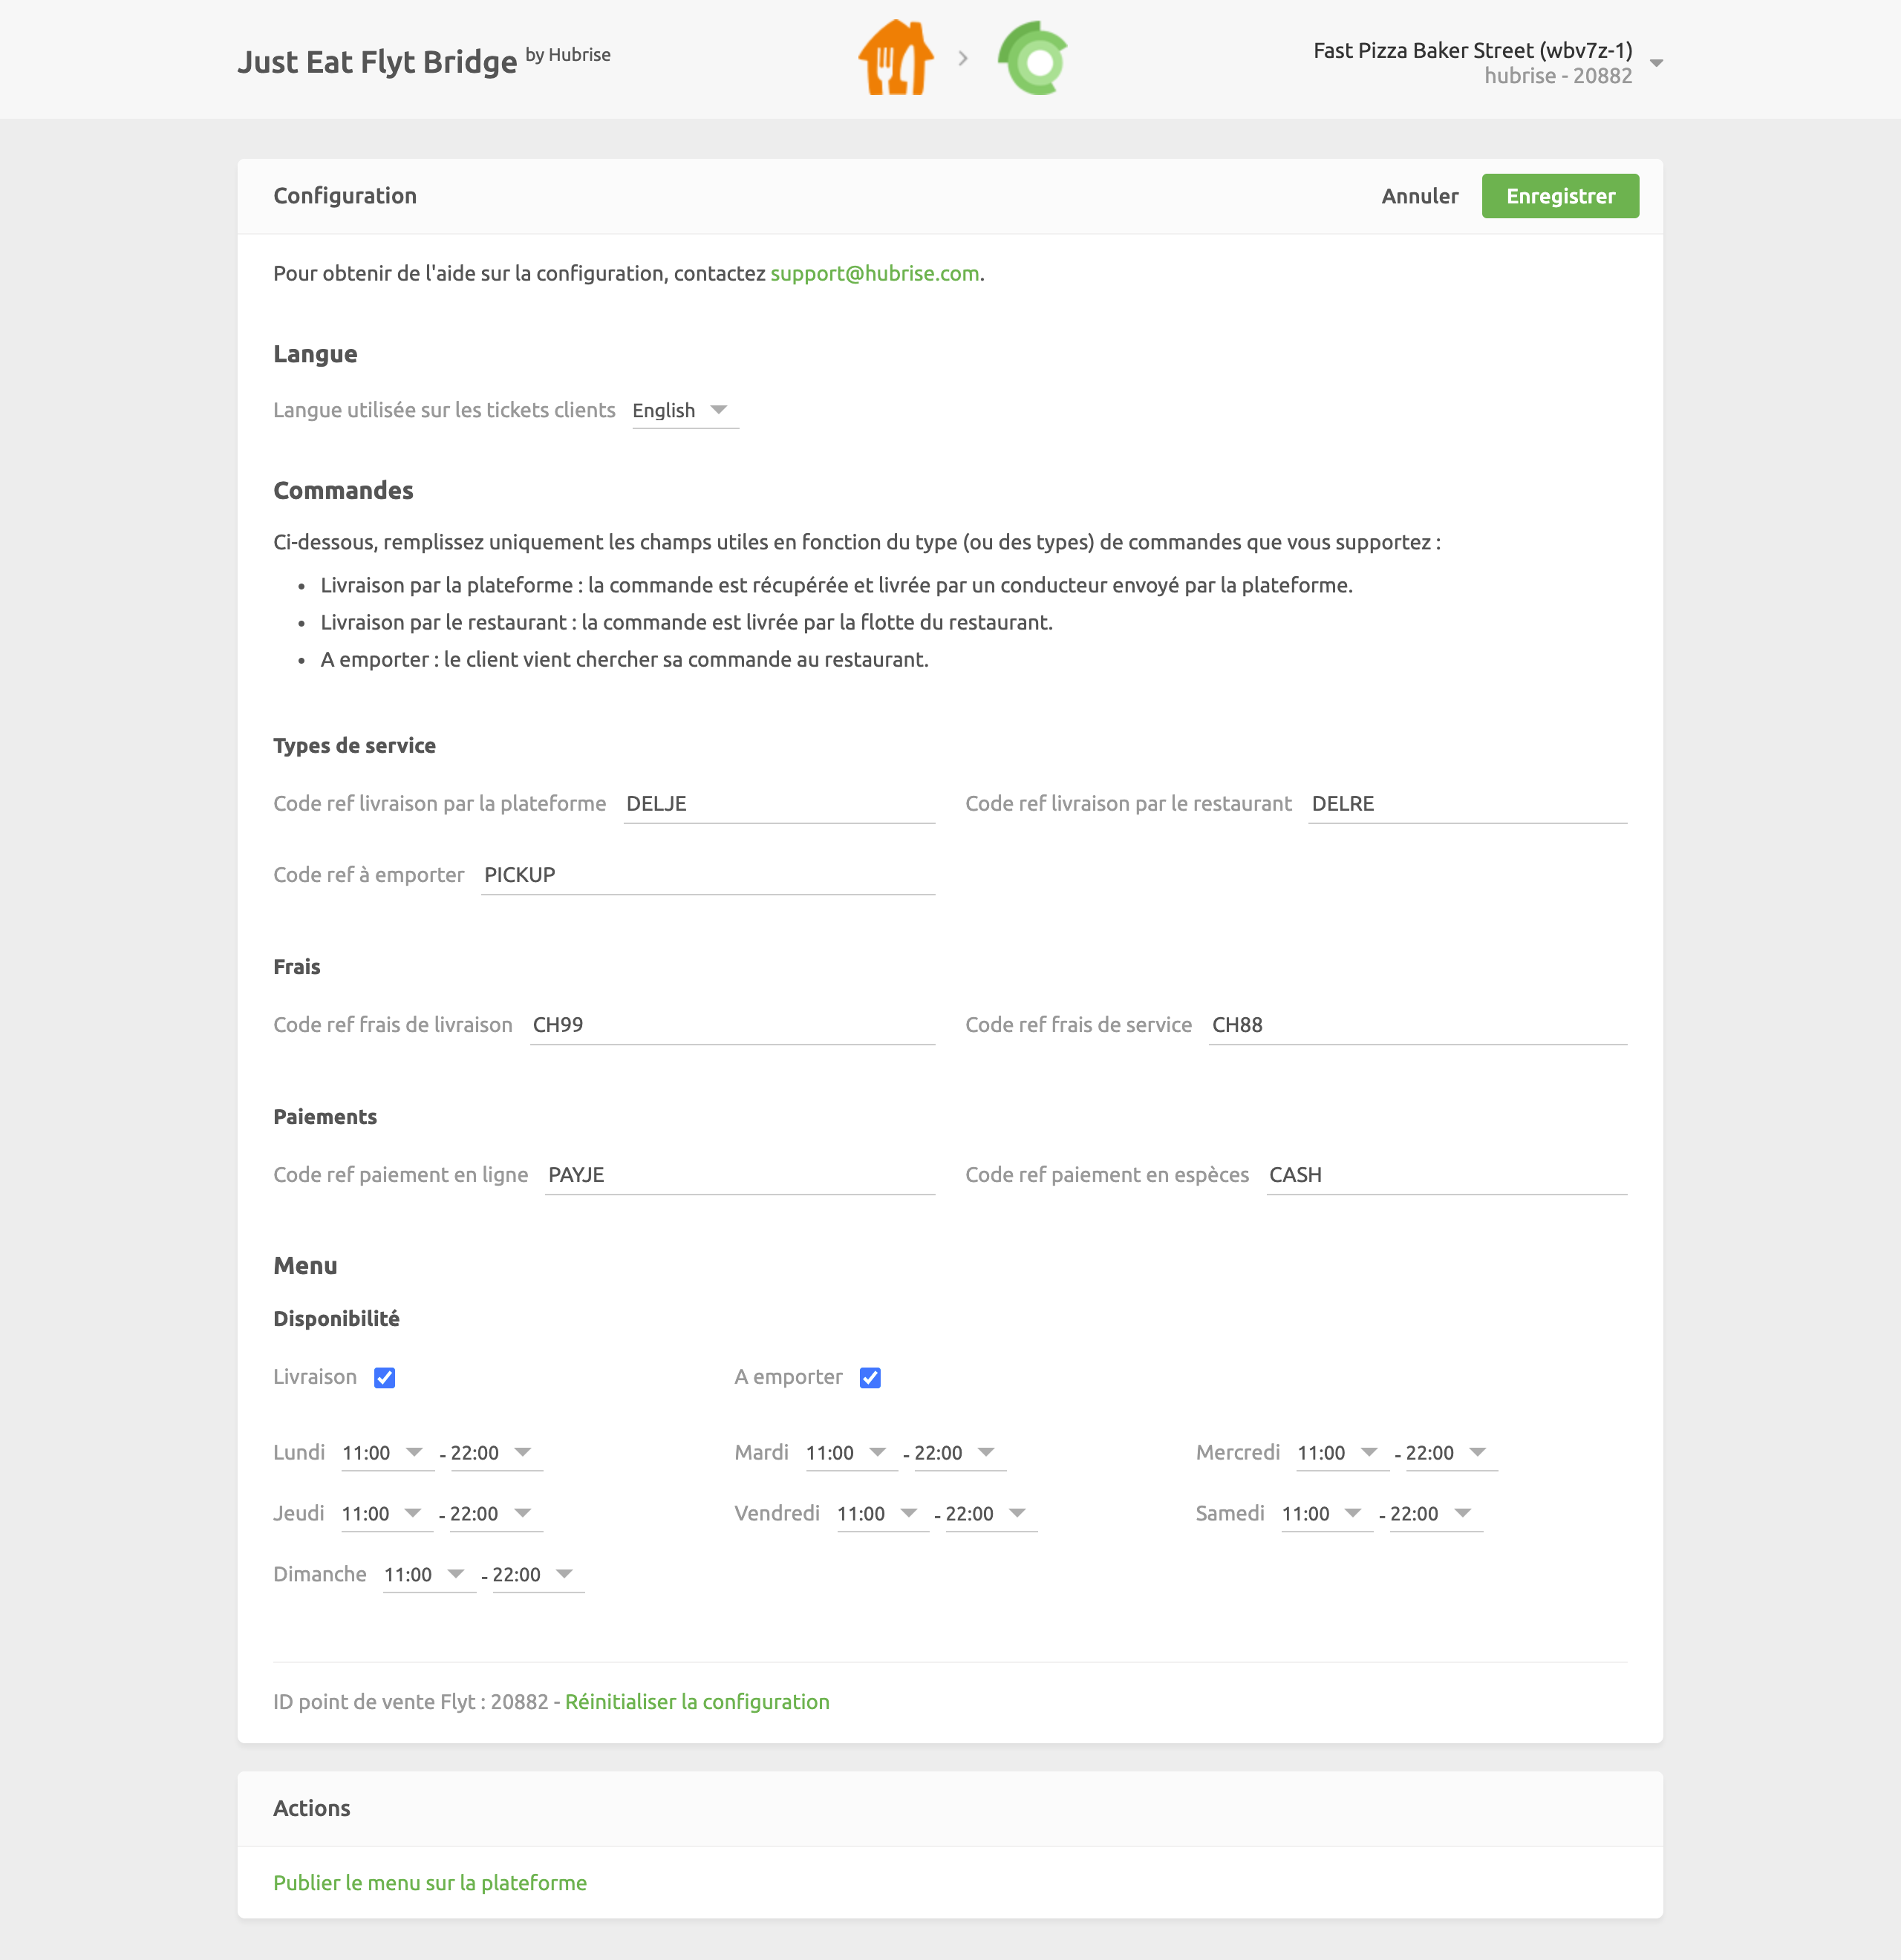 Just Eat Flyt Bridge by Hubrise
Fast Pizza Baker Street (wbv7z-1)
hubrise - 20882
Configuration
Annuler
Enregistrer
Pour obtenir de l'aide sur la configuration, contactez support@hubrise.com.
Langue
Langue utilisée sur les tickets clients English
Commandes
Ci-dessous, remplissez uniquement les champs utiles en fonction du type (ou des types) de commandes que vous supportez :
• Livraison par la plateforme : la commande est récupérée et livrée par un conducteur envoyé par la plateforme.
• Livraison par le restaurant : la commande est livrée par la flotte du restaurant.
• A emporter : le client vient chercher sa commande au restaurant.
Types de service
Code ref livraison par la plateforme DELJE
Code ref livraison par le restaurant DELRE
Code ref à emporter PICKUP
Frais
Code ref frais de livraison CH99
Code ref frais de service CH88
Paiements
Code ref paiement en ligne PAYJE
Code ref paiement en espèces CASH
Menu
Disponibilité
Livraison
A emporter
Lundi 11:00 - 22:00
Mardi 11:00 - 22:00
Mercredi 11:00 - 22:00
Jeudi 11:00 - 22:00
Vendredi 11:00 - 22:00
Samedi 11:00 - 22:00
Dimanche 11:00 - 22:00
ID point de vente Flyt : 20882 - Réinitialiser la configuration
Actions
Publier le menu sur la plateforme